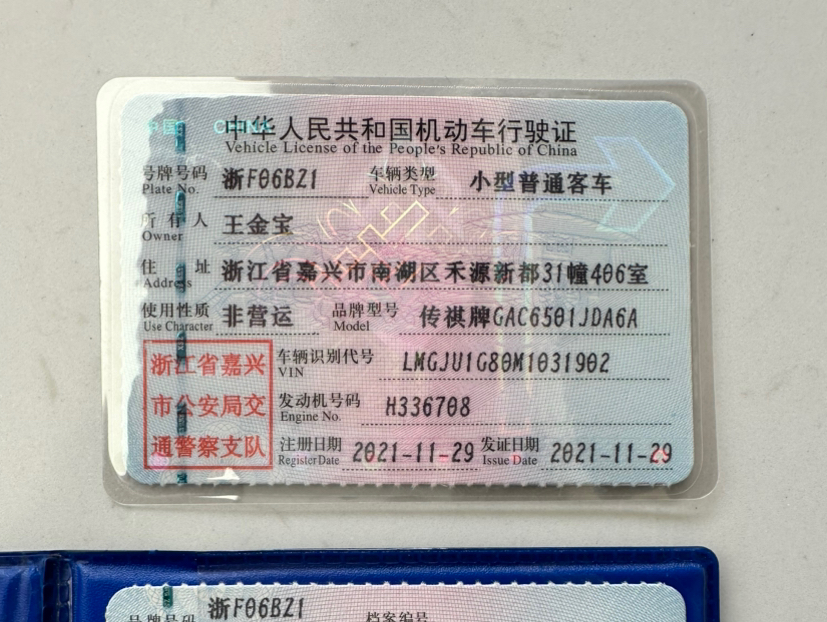 中国 CHINA
中华人民共和国机动车行驶证
Vehicle License of the People's Republic of China
号牌号码 浙F06BZ1 车辆类型 小型普通客车
Plate No. Vehicle Type
所有人 王金宝
Owner
住址 浙江省嘉兴市南湖区禾源新都31幢406室
Address
使用性质 非营运 品牌型号 传祺牌GAC6501JDA6A
Use Character Model
浙江省嘉兴 车辆识别代号 LMGJU1G80M1031902
VIN
市公安局交 发动机号码 H336708
Engine No.
通警察支队 注册日期 2021-11-29 发证日期 2021-11-29
Register Date Issue Date
号牌号码 浙F06BZ1 档案编号